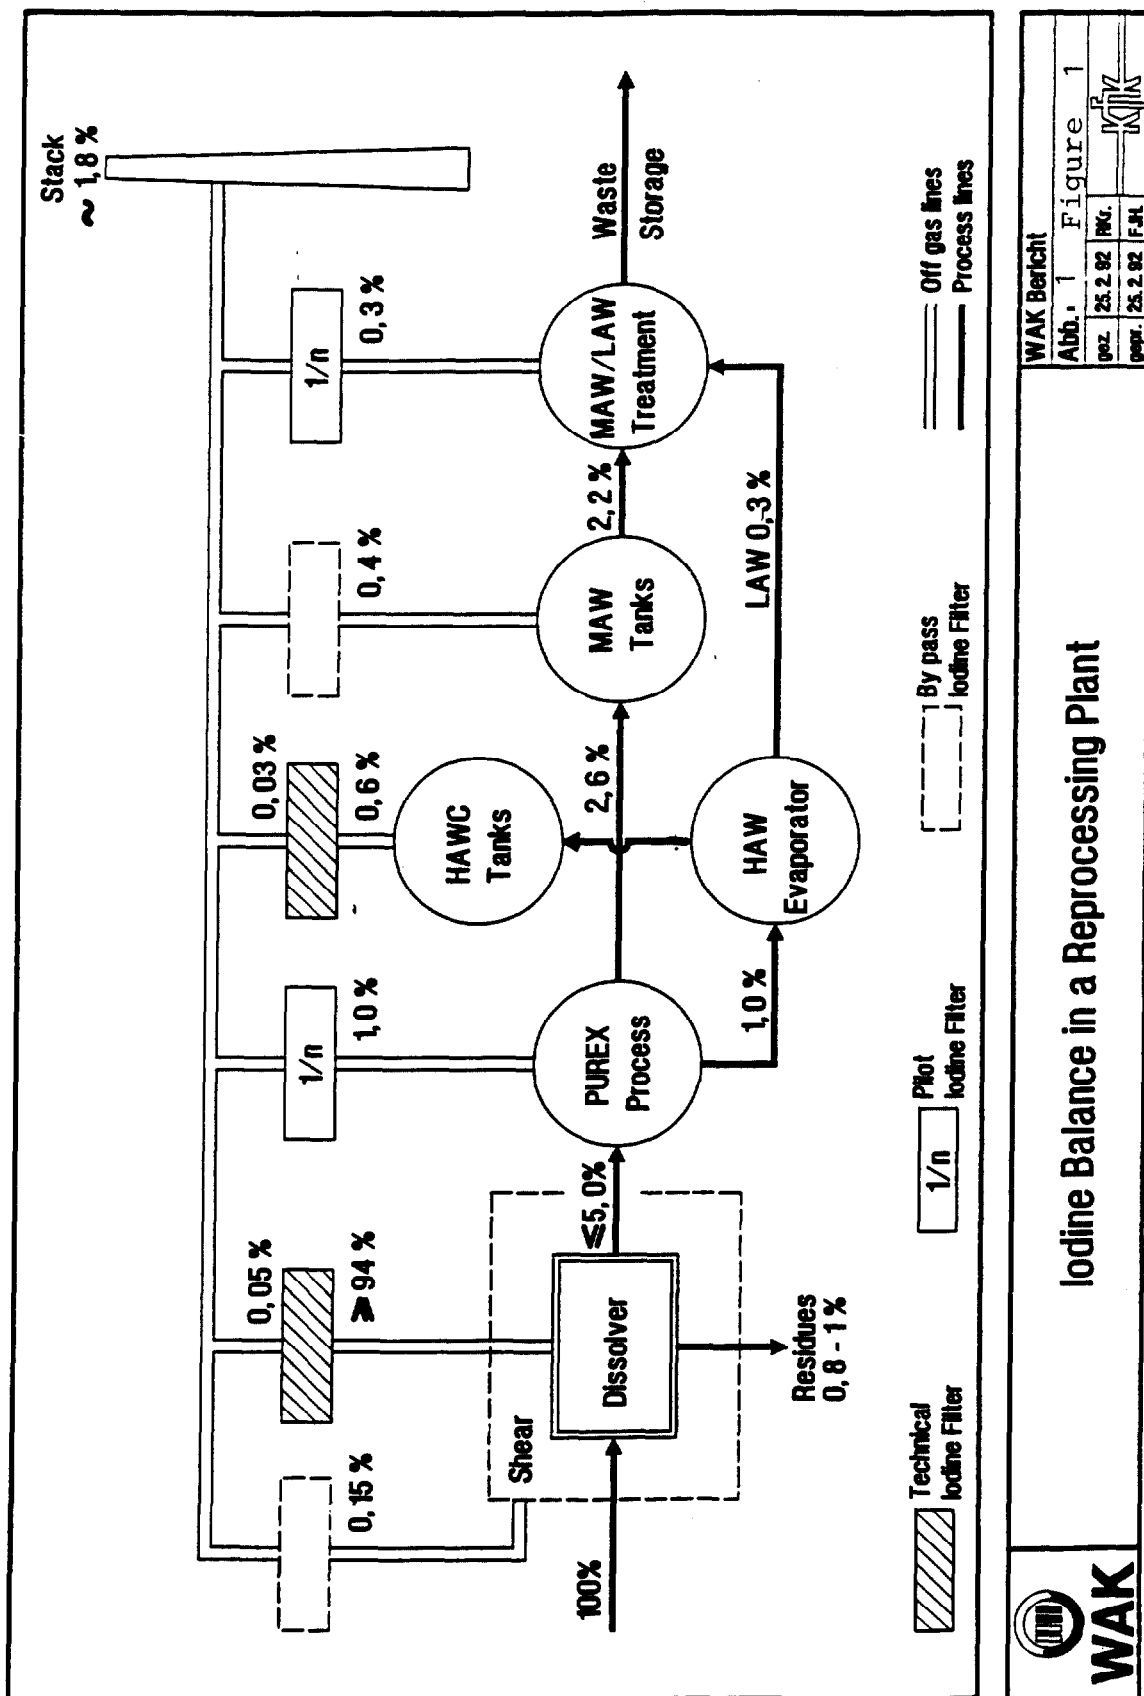 Stack
~ 1,8 %
0,15 %
0,05 %
≥ 94 %
1/n
1,0 %
0,03 %
0,6 %
0,4 %
1/n
0,3 %
100%
Shear
Dissolver
≤5,0%
Residues
0,8 - 1%
PUREX
Process
1,0 %
2,6 %
HAWC
Tanks
HAW
Evaporator
MAW
Tanks
2,2 %
LAW 0,3 %
MAW/LAW
Treatment
Waste
Storage
Technical
Iodine Filter
1/n
Pilot
Iodine Filter
By pass
Iodine Filter
Off gas lines
Process lines
WAK
Iodine Balance in a Reprocessing Plant
WAK Bericht
Abb. 1 Figure 1
gez. 25.2.92 RKr.
gepr. 25.2.92 F.H.
KfK